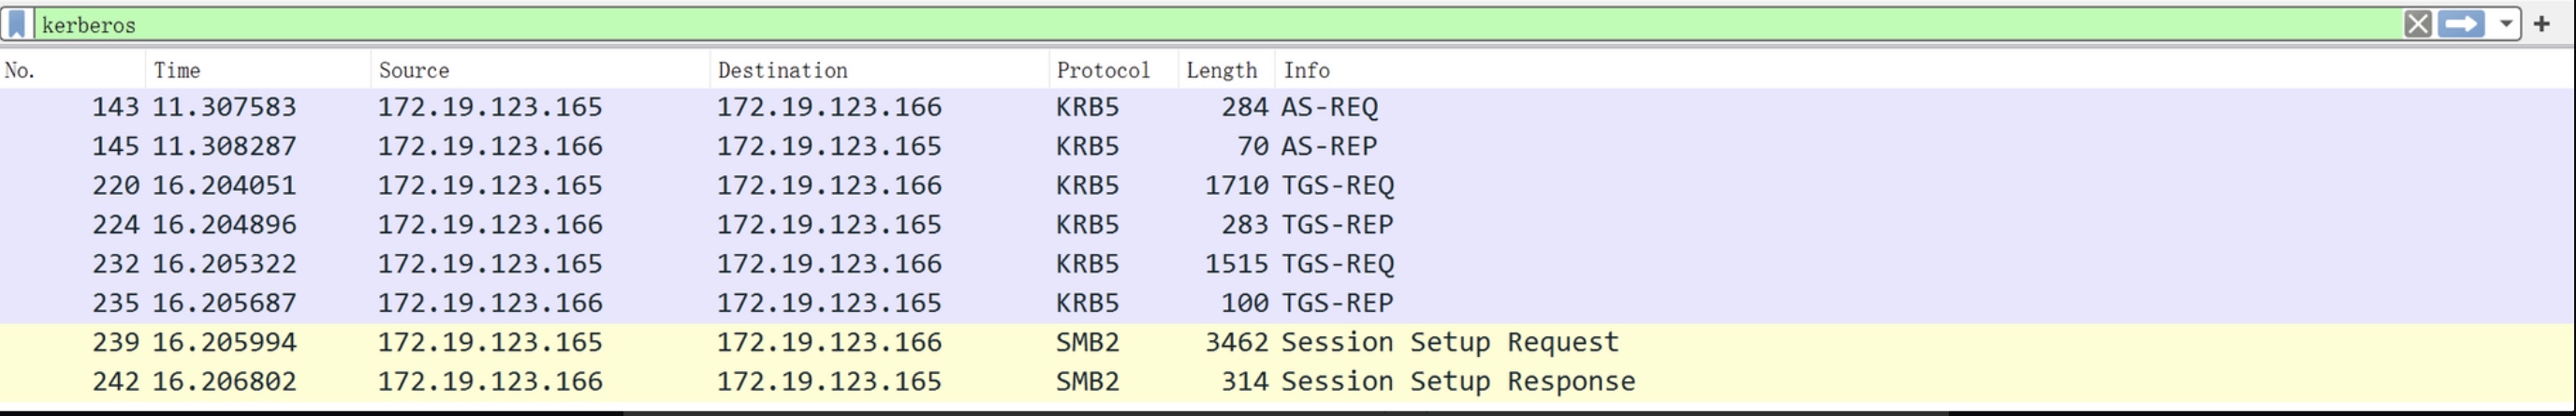 kerberos
No. Time Source Destination Protocol Length Info
143 11.307583 172.19.123.165 172.19.123.166 KRB5 284 AS-REQ
145 11.308287 172.19.123.166 172.19.123.165 KRB5 70 AS-REP
220 16.204051 172.19.123.165 172.19.123.166 KRB5 1710 TGS-REQ
224 16.204896 172.19.123.166 172.19.123.165 KRB5 283 TGS-REP
232 16.205322 172.19.123.165 172.19.123.166 KRB5 1515 TGS-REQ
235 16.205687 172.19.123.166 172.19.123.165 KRB5 100 TGS-REP
239 16.205994 172.19.123.165 172.19.123.166 SMB2 3462 Session Setup Request
242 16.206802 172.19.123.166 172.19.123.165 SMB2 314 Session Setup Response